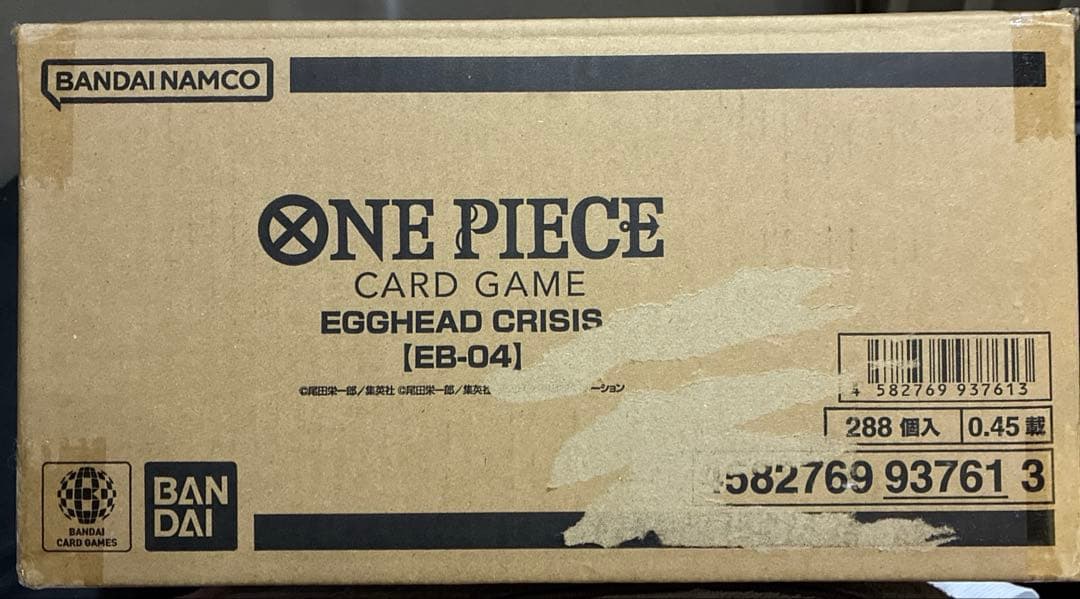 BANDAI NAMCO
ONE PIECE
CARD GAME
EGGHEAD CRISIS
【EB-04】
©尾田栄一郎/集英社 ©尾田栄一郎/集英社 ーション
4 582769 937613
288 個入 0.45 載
582769 93761 3
BANDAI
CARD GAMES
BAN
DAI